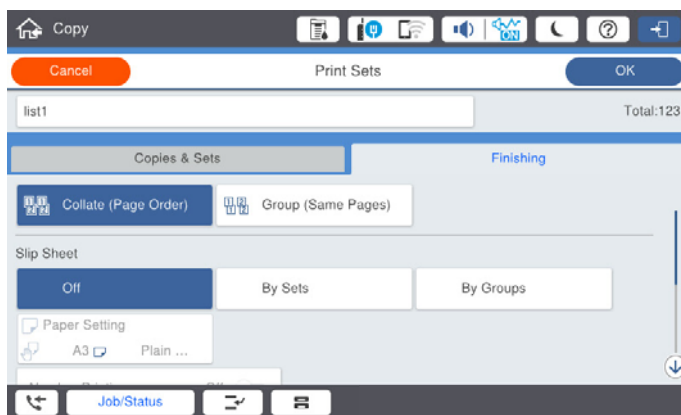 Copy
ON
Cancel
Print Sets
OK
list1
Total:123
Copies & Sets
Finishing
Collate (Page Order)
Group (Same Pages)
Slip Sheet
Off
By Sets
By Groups
Paper Setting
A3
Plain ...
Job/Status